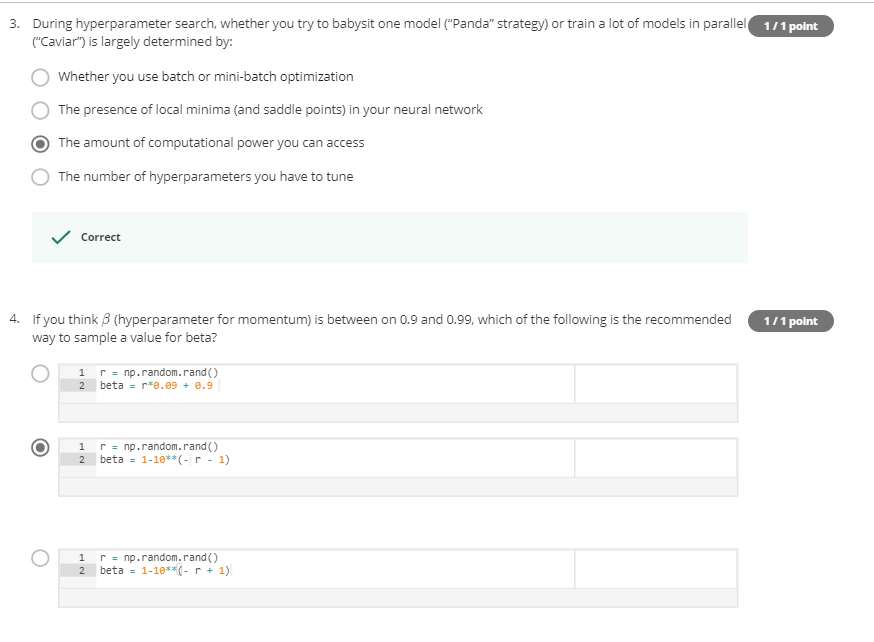 3. During hyperparameter search, whether you try to babysit one model ("Panda" strategy) or train a lot of models in parallel 1 / 1 point
("Caviar") is largely determined by:
Whether you use batch or mini-batch optimization
The presence of local minima (and saddle points) in your neural network
The amount of computational power you can access
The number of hyperparameters you have to tune
Correct
4. If you think β (hyperparameter for momentum) is between on 0.9 and 0.99, which of the following is the recommended 1 / 1 point
way to sample a value for beta?
1 r = np.random.rand()
2 beta = r*0.09 + 0.9
1 r = np.random.rand()
2 beta = 1-10**(- r - 1)
1 r = np.random.rand()
2 beta = 1-10**(- r + 1)